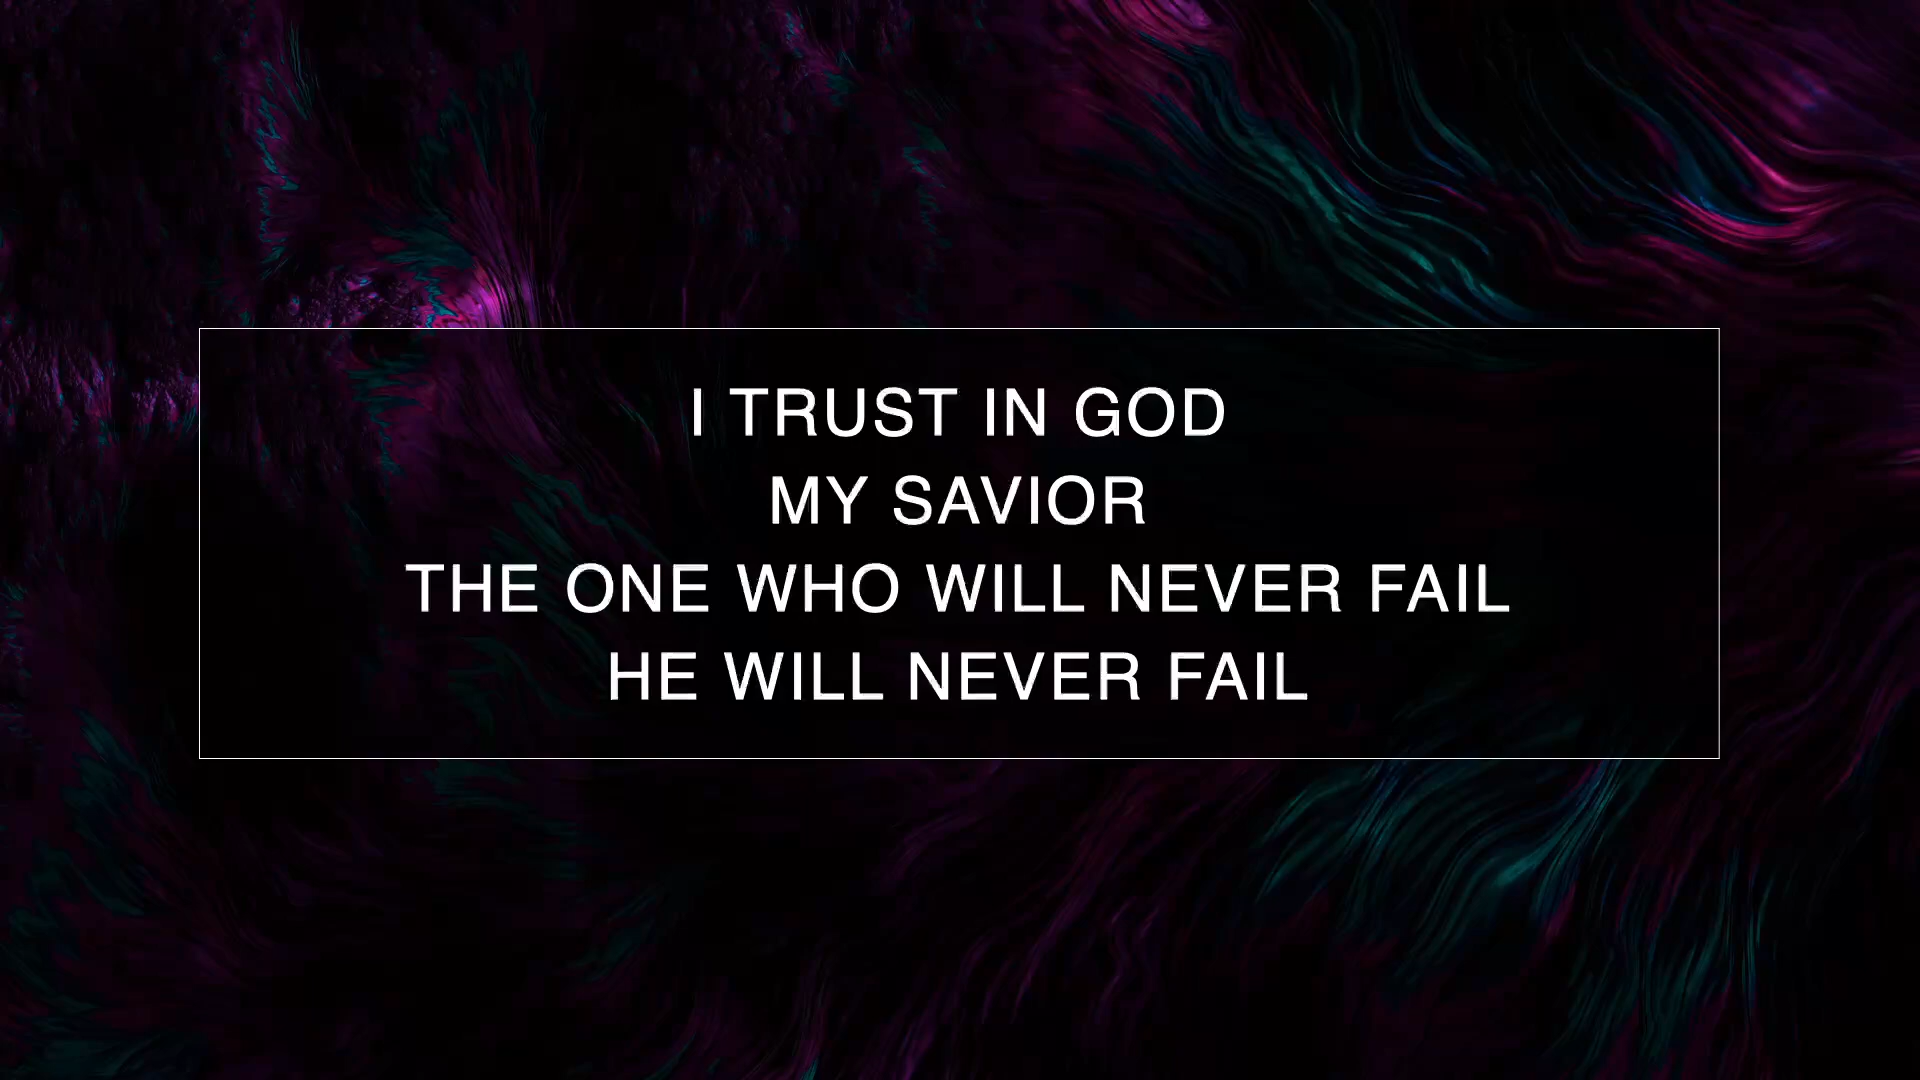 I TRUST IN GOD
MY SAVIOR
THE ONE WHO WILL NEVER FAIL
HE WILL NEVER FAIL